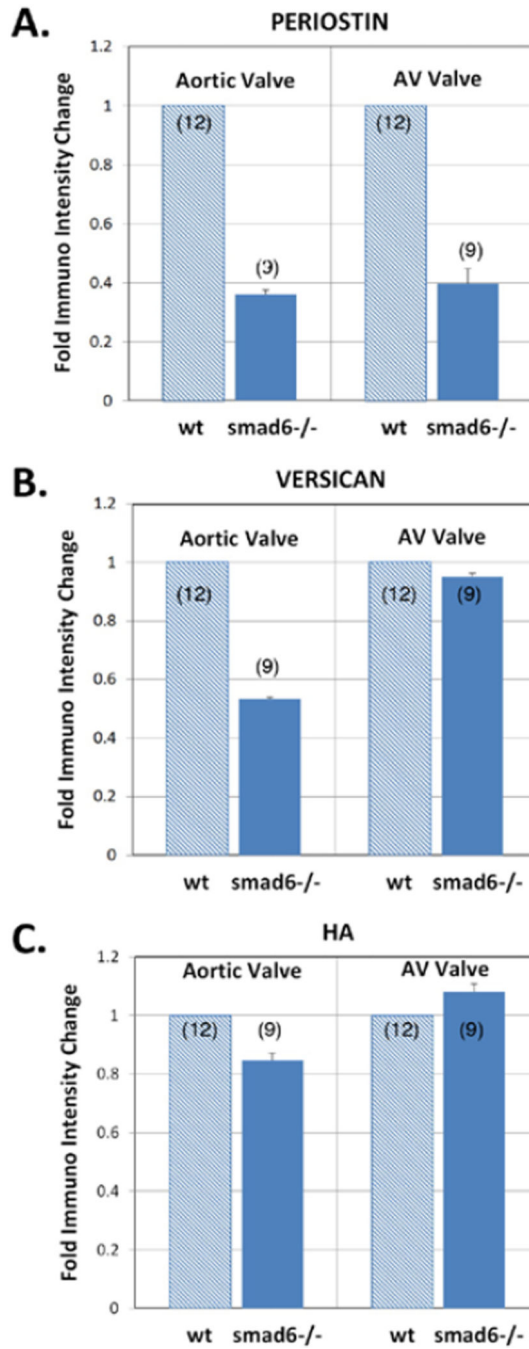 A.
PERIOSTIN
Fold Immuno Intensity Change
1.2
1
0.8
0.6
0.4
0.2
0
Aortic Valve AV Valve
(12) (9) (12) (9)
wt smad6-/- wt smad6-/-
B.
VERSICAN
Fold Immuno Intensity Change
1.2
1
0.8
0.6
0.4
0.2
0
Aortic Valve AV Valve
(12) (9) (12) (9)
wt smad6-/- wt smad6-/-
C.
HA
Fold Immuno Intensity Change
1.2
1
0.8
0.6
0.4
0.2
0
Aortic Valve AV Valve
(12) (9) (12) (9)
wt smad6-/- wt smad6-/-